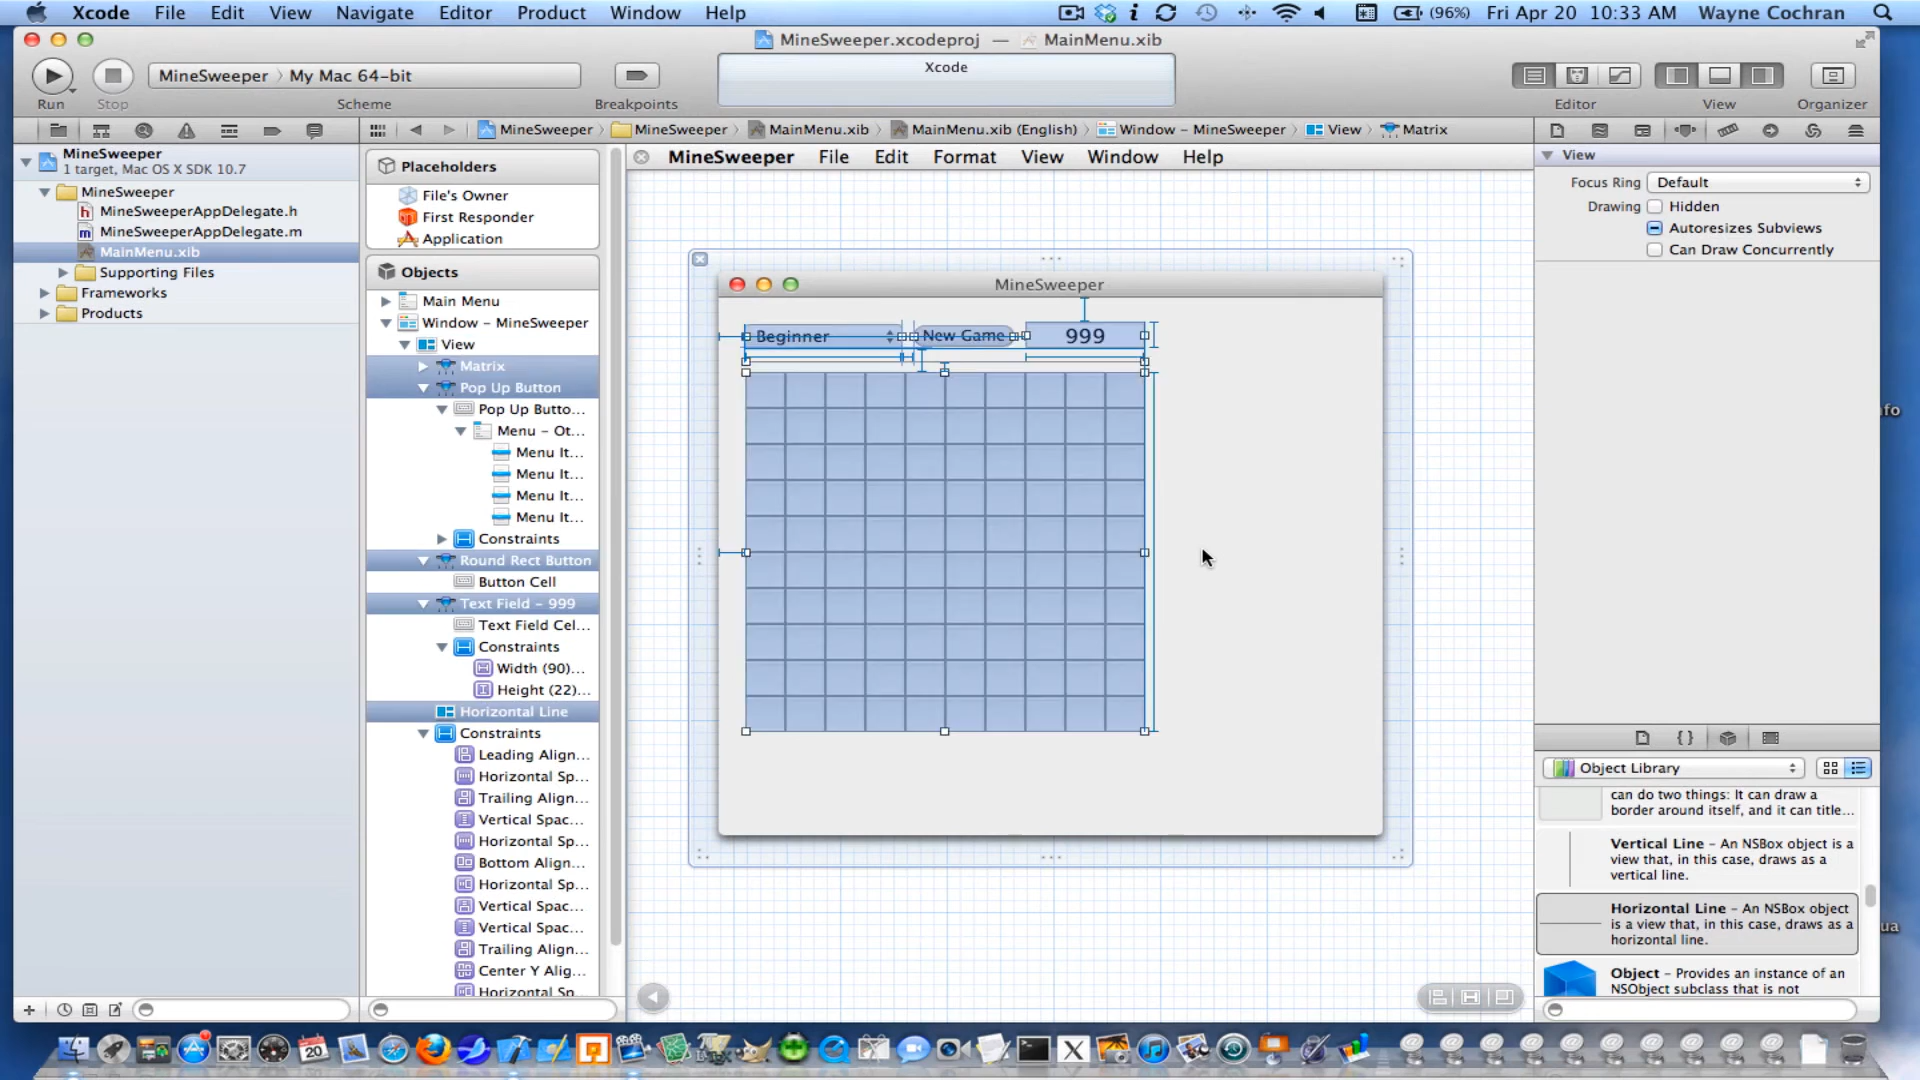 Xcode File Edit View Navigate Editor Product Window Help (96%) Fri Apr 20 10:33 AM Wayne Cochran
MineSweeper.xcodeproj — MainMenu.xib
MineSweeper › My Mac 64-bit
Xcode
Run Stop Scheme Breakpoints Editor View Organizer
MineSweeper › MineSweeper › MainMenu.xib › MainMenu.xib (English) › Window – MineSweeper › View › Matrix
MineSweeper
1 target, Mac OS X SDK 10.7
MineSweeper
MineSweeperAppDelegate.h
MineSweeperAppDelegate.m
MainMenu.xib
Supporting Files
Frameworks
Products
Placeholders
File's Owner
First Responder
Application
Objects
Main Menu
Window – MineSweeper
View
Matrix
Pop Up Button
Pop Up Butto...
Menu – Ot...
Menu It...
Menu It...
Menu It...
Menu It...
Constraints
Round Rect Button
Button Cell
Text Field – 999
Text Field Cel...
Constraints
Width (90)...
Height (22)...
Horizontal Line
Constraints
Leading Align...
Horizontal Sp...
Trailing Align...
Vertical Spac...
Horizontal Sp...
Bottom Align...
Horizontal Sp...
Vertical Spac...
Vertical Spac...
Trailing Align...
Center Y Alig...
Horizontal Sp
MineSweeper File Edit Format View Window Help
MineSweeper
Beginner New Game 999
View
Focus Ring Default
Drawing Hidden
Autoresizes Subviews
Can Draw Concurrently
Object Library
can do two things: It can draw a
border around itself, and it can title...
Vertical Line – An NSBox object is a
view that, in this case, draws as a
vertical line.
Horizontal Line – An NSBox object
is a view that, in this case, draws as a
horizontal line.
Object – Provides an instance of an
NSObject subclass that is not
fo
ua
20